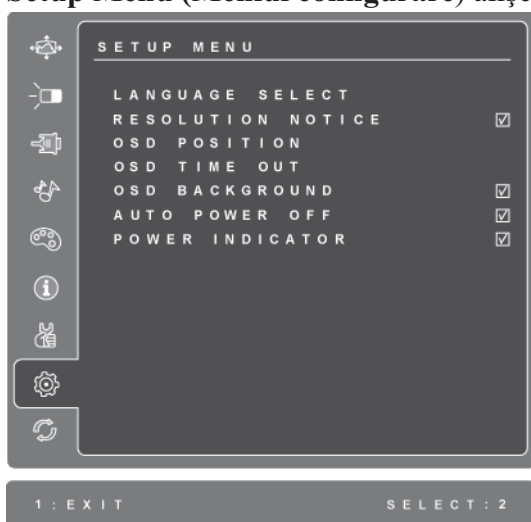 Setup Menu (Meniul configurare)
SETUP MENU
LANGUAGE SELECT
RESOLUTION NOTICE ☑
OSD POSITION
OSD TIME OUT
OSD BACKGROUND ☑
AUTO POWER OFF ☑
POWER INDICATOR ☑
1:EXIT SELECT:2